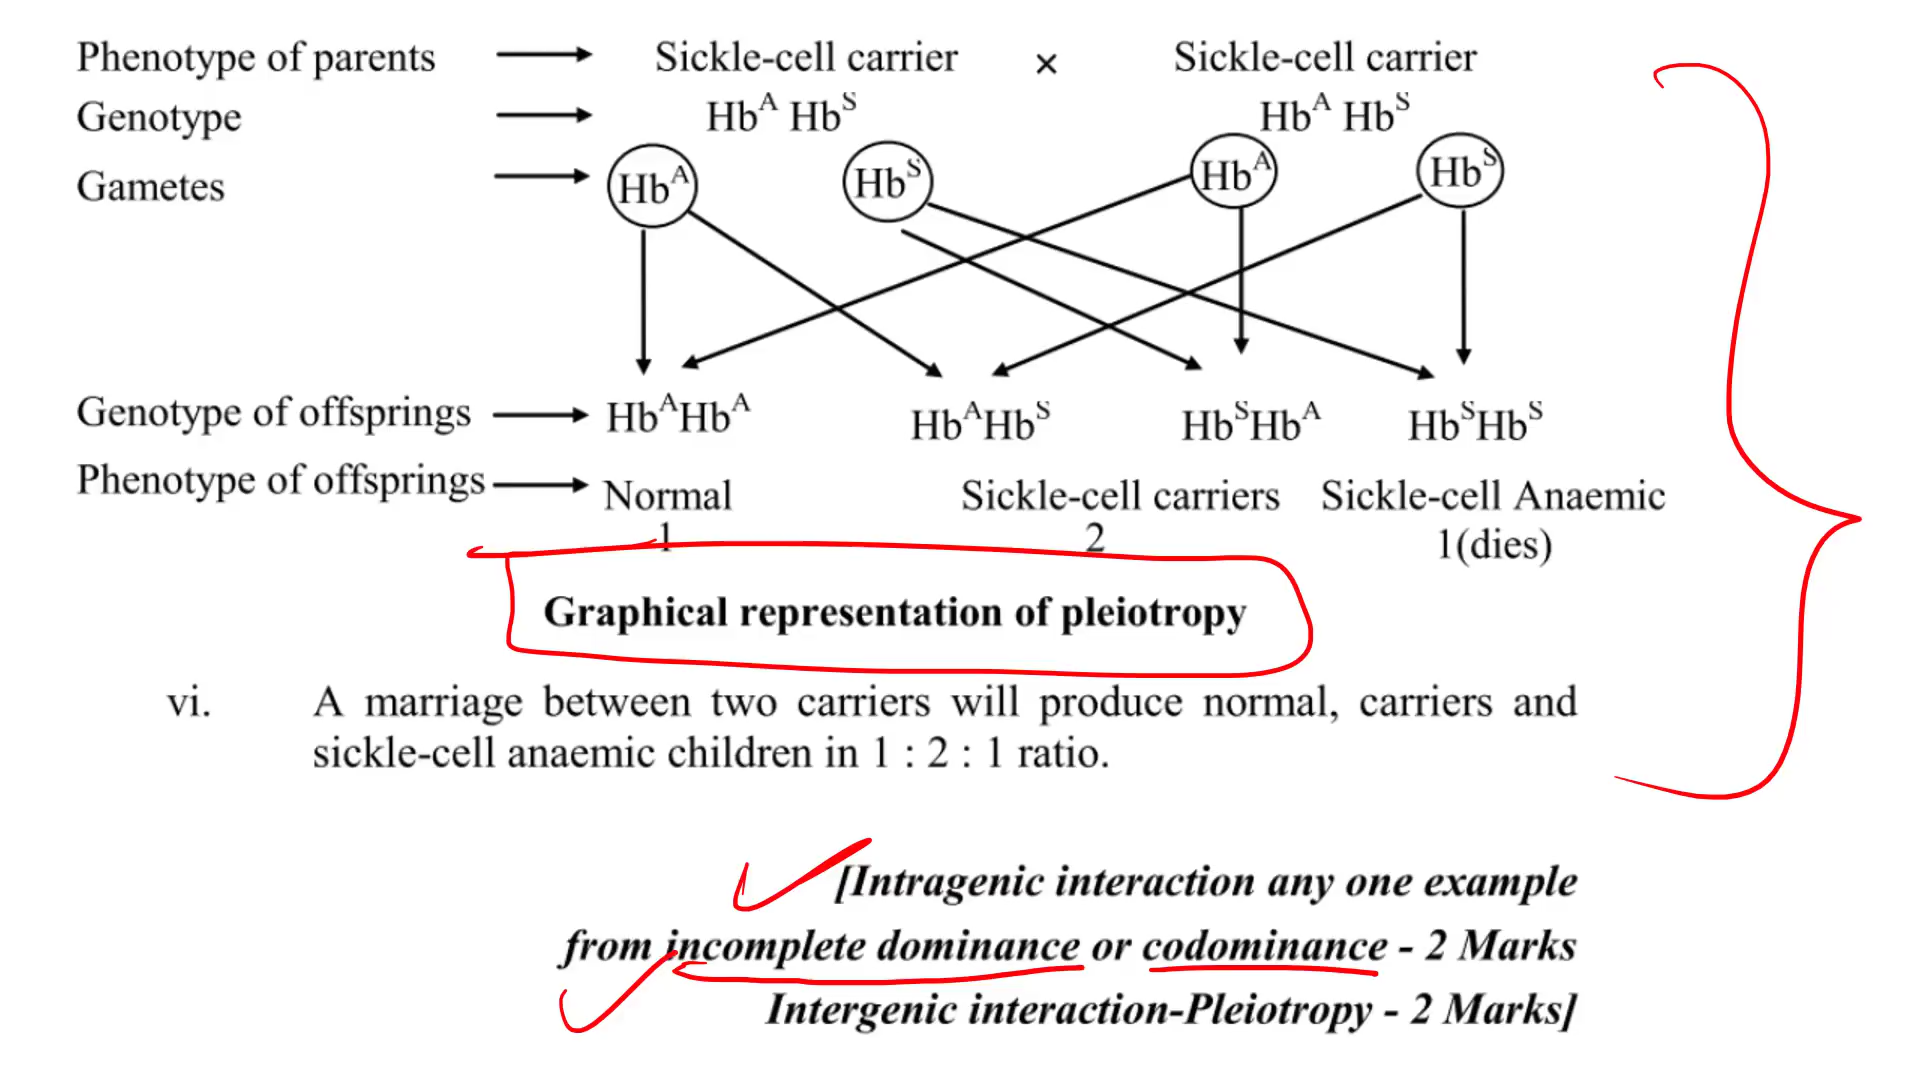 Phenotype of parents Sickle-cell carrier × Sickle-cell carrier
Genotype Hb^A Hb^S Hb^A Hb^S
Gametes Hb^A Hb^S Hb^A Hb^S
Genotype of offsprings Hb^AHb^A Hb^AHb^S Hb^SHb^A Hb^SHb^S
Phenotype of offsprings Normal Sickle-cell carriers Sickle-cell Anaemic
1 2 1(dies)
Graphical representation of pleiotropy
vi. A marriage between two carriers will produce normal, carriers and
sickle-cell anaemic children in 1 : 2 : 1 ratio.
[Intragenic interaction any one example
from incomplete dominance or codominance - 2 Marks
Intergenic interaction-Pleiotropy - 2 Marks]